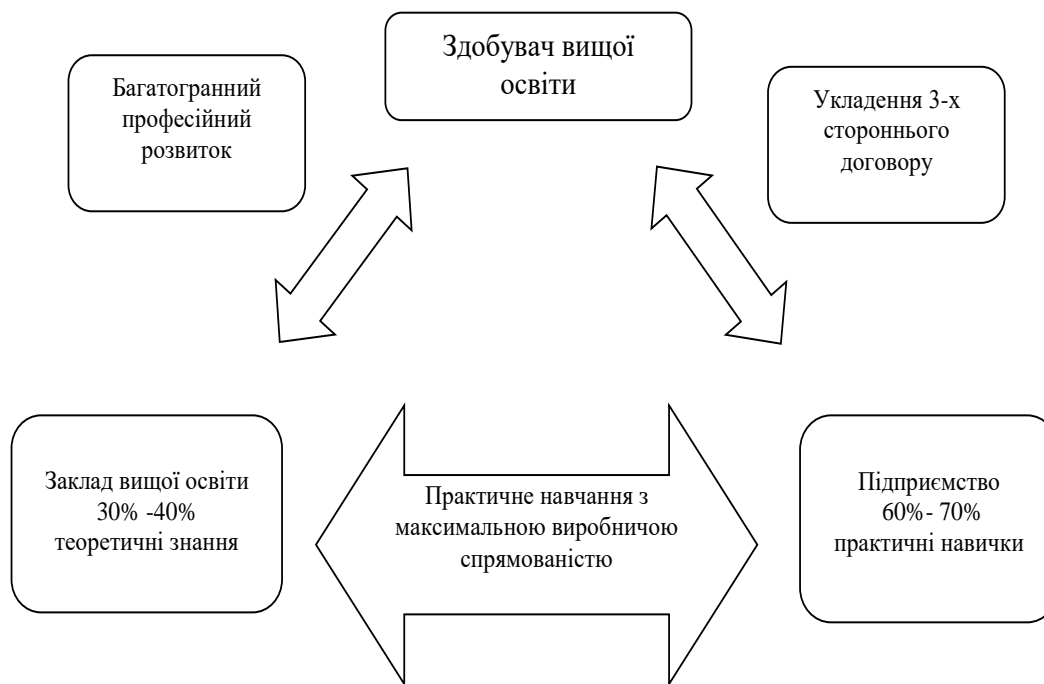 Здобувач вищої
освіти
Багатогранний
професійний
розвиток
Укладення 3-х
стороннього
договору
Заклад вищої освіти
30% -40%
теоретичні знання
Практичне навчання з
максимальною виробничою
спрямованістю
Підприємство
60%- 70%
практичні навички